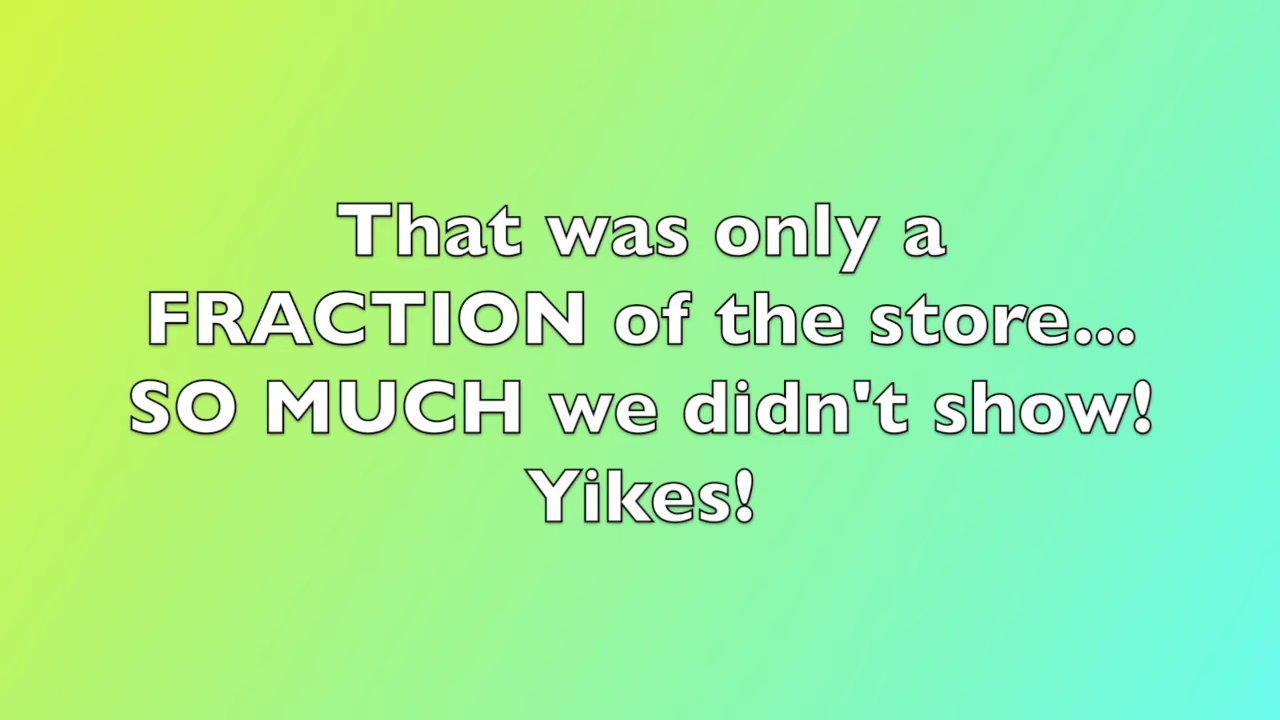 That was only a
FRACTION of the store...
SO MUCH we didn't show!
Yikes!